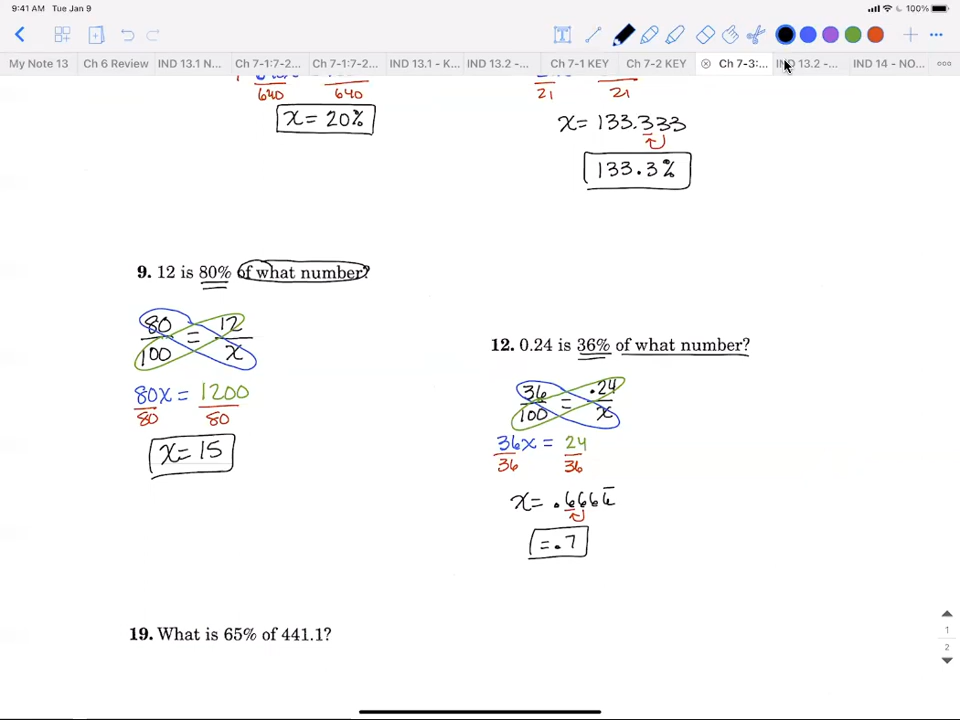 9:41 AM Tue Jan 9
100%
My Note 13
Ch 6 Review
IND 13.1 N...
Ch 7-1:7-2...
Ch 7-1:7-2...
IND 13.1 - K...
IND 13.2 -...
Ch 7-1 KEY
Ch 7-2 KEY
Ch 7-3:...
IND 13.2 -...
IND 14 - NO...
640
640
x = 20%
21
21
x = 133.333
133.3%
9. 12 is 80% of what number?
80 = 12
100 x
80x = 1200
80 80
x = 15
12. 0.24 is 36% of what number?
36 = .24
100 x
36x = 24
36 36
x = .6666̅
= .7
19. What is 65% of 441.1?
1
2